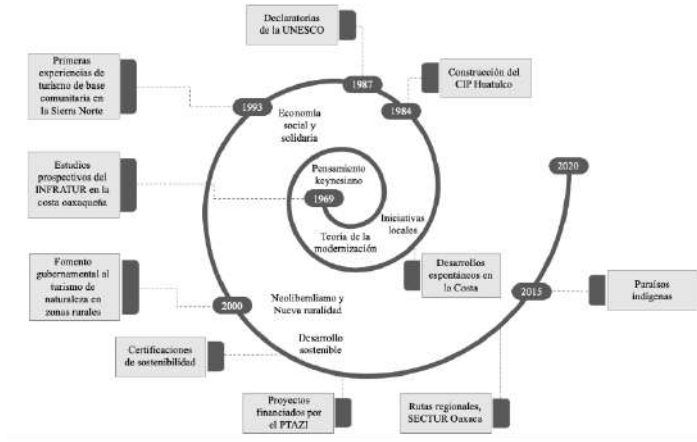 Declaratorias
de la UNESCO
Primeras
experiencias de
turismo de base
comunitaria en
la Sierra Norte
1987
Construcción del
CIP Huatulco
1993
1984
Economía
social y
solidaria
Estudios
prospectivos del
INFRATUR en la
costa oaxaqueña
Pensamiento
keynesiano
2020
1969
Iniciativas
locales
Teoría de la
modernización
Fomento
gubernamental al
turismo de
naturaleza en
zonas rurales
Desarrollos
espontáneos en
la Costa
2015
Paraísos
indígenas
2000
Neoliberalismo y
Nueva ruralidad
Certificaciones
de sostenibilidad
Desarrollo
sostenible
Proyectos
financiados por
el PTAZI
Rutas regionales,
SECTUR Oaxaca